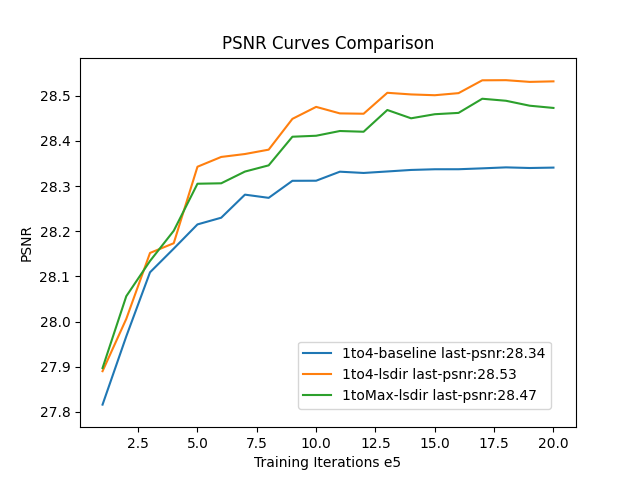 PSNR Curves Comparison
28.5
28.4
28.3
28.2
28.1
28.0
27.9
27.8
PSNR
1to4-baseline last-psnr:28.34
1to4-lsdir last-psnr:28.53
1toMax-lsdir last-psnr:28.47
2.5 5.0 7.5 10.0 12.5 15.0 17.5 20.0
Training Iterations e5